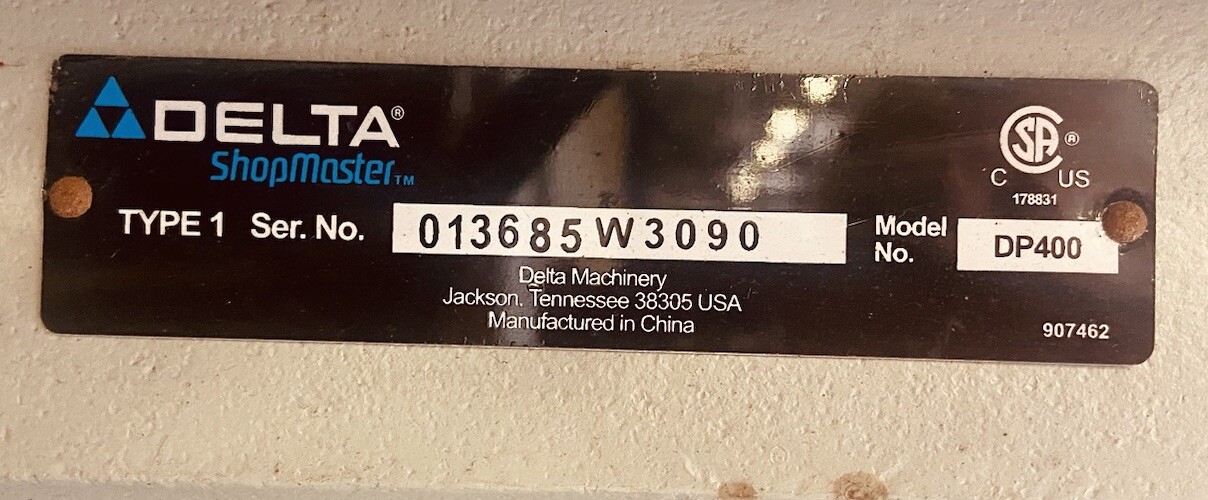 DELTA®
ShopMaster™
TYPE 1 Ser. No. 013685W3090
Delta Machinery
Jackson, Tennessee 38305 USA
Manufactured in China
CSA®
C US
178831
Model No. DP400
907462